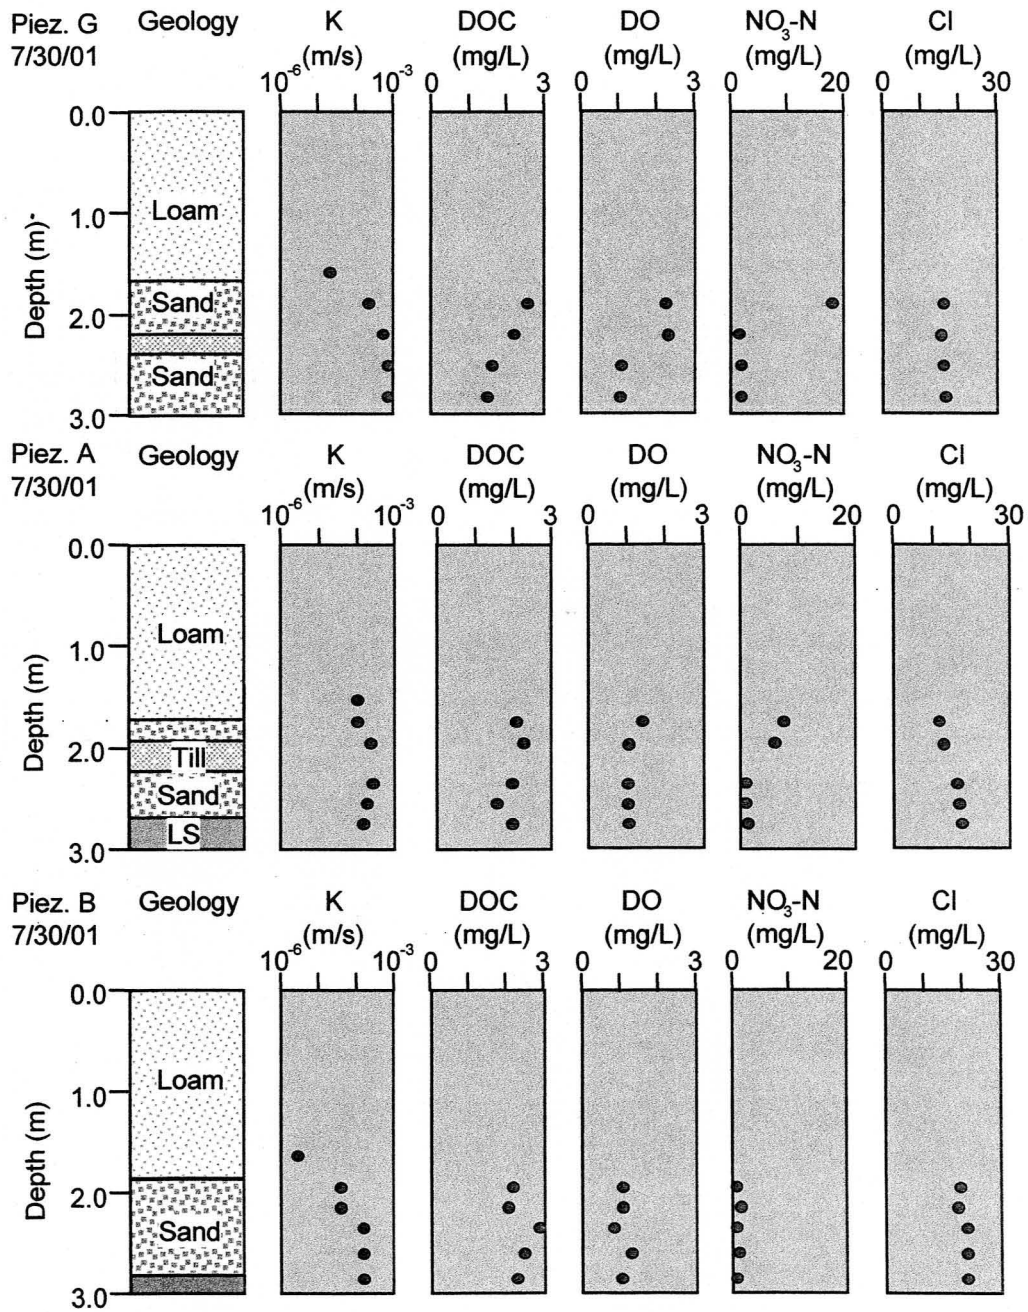 Piez. G Geology K DOC DO NO₃-N Cl
7/30/01 (m/s) (mg/L) (mg/L) (mg/L) (mg/L)
10⁻⁶ 10⁻³ 0 3 0 3 0 20 0 30
0.0
Loam
1.0
Sand
2.0
Sand
3.0
Depth (m)
Piez. A Geology K DOC DO NO₃-N Cl
7/30/01 (m/s) (mg/L) (mg/L) (mg/L) (mg/L)
10⁻⁶ 10⁻³ 0 3 0 3 0 20 0 30
0.0
Loam
1.0
2.0 Till
Sand
LS
3.0
Depth (m)
Piez. B Geology K DOC DO NO₃-N Cl
7/30/01 (m/s) (mg/L) (mg/L) (mg/L) (mg/L)
10⁻⁶ 10⁻³ 0 3 0 3 0 20 0 30
0.0
Loam
1.0
2.0
Sand
3.0
Depth (m)